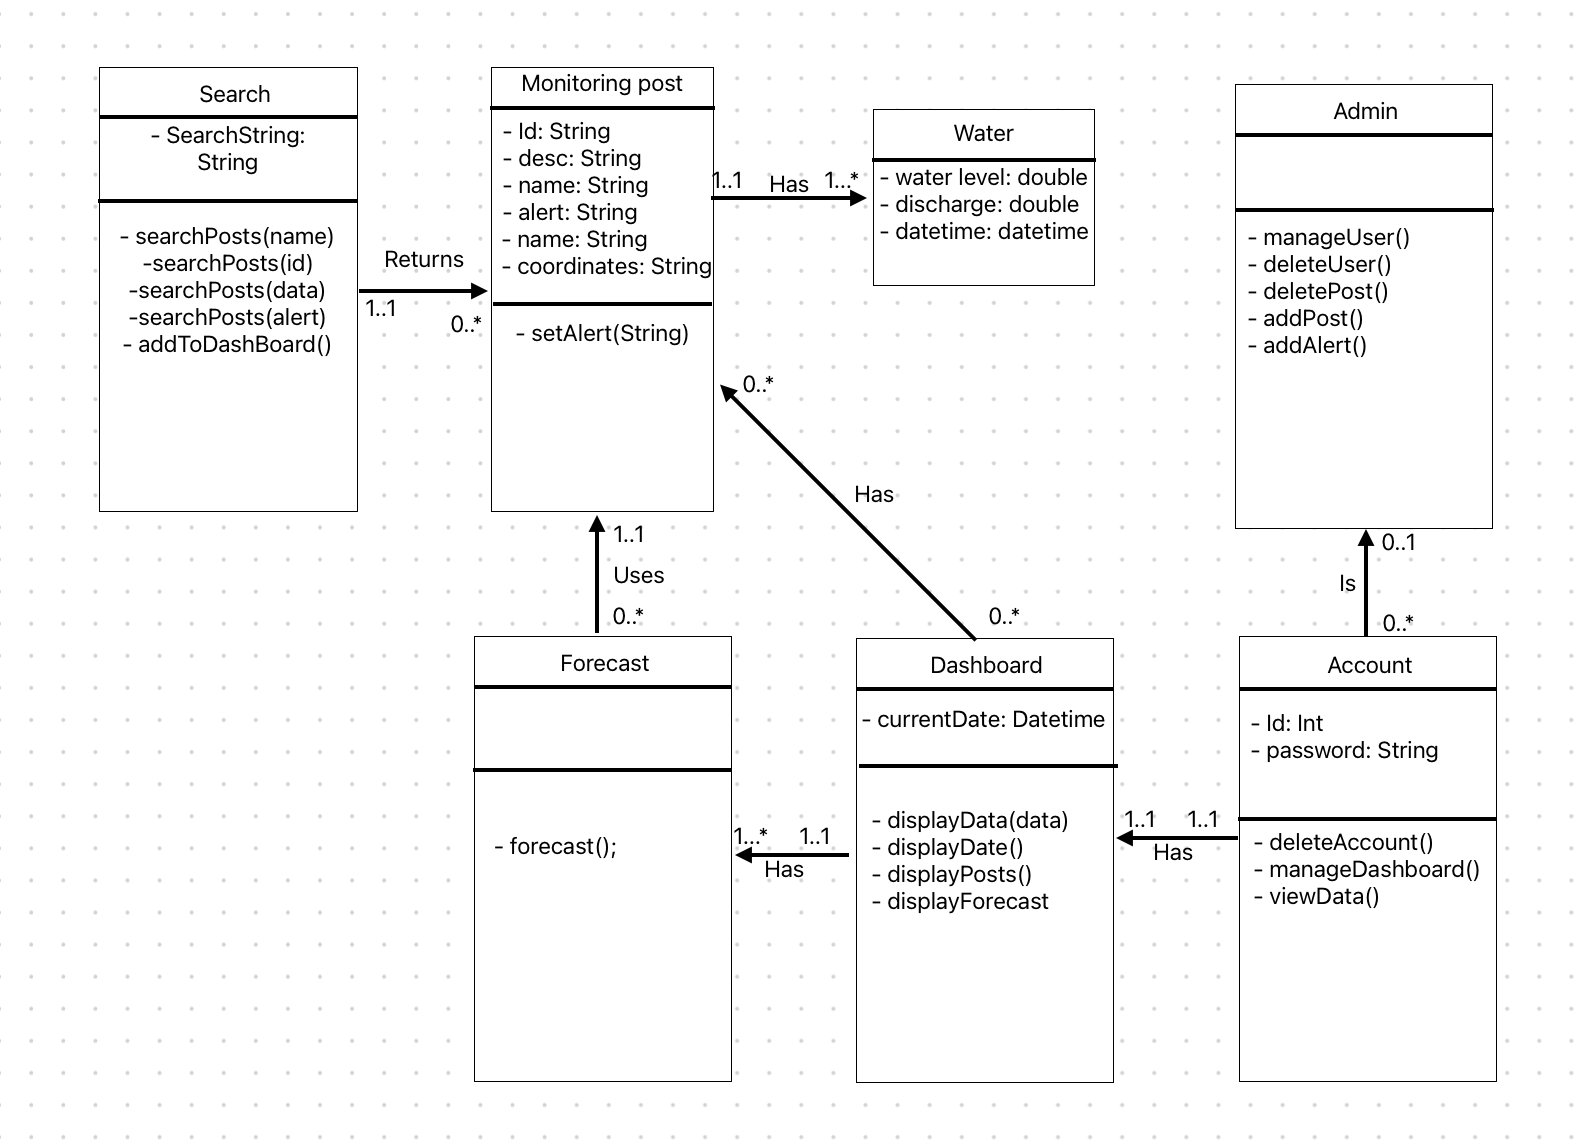 Search
- SearchString:
String
- searchPosts(name)
-searchPosts(id)
-searchPosts(data)
-searchPosts(alert)
- addToDashBoard()
Returns
1..1
0..*
Monitoring post
- Id: String
- desc: String
- name: String
- alert: String
- name: String
- coordinates: String
- setAlert(String)
1..1
Has
1...*
Water
- water level: double
- discharge: double
- datetime: datetime
Admin
- manageUser()
- deleteUser()
- deletePost()
- addPost()
- addAlert()
0..*
Has
0..*
1..1
Uses
0..*
0..1
Is
0..*
Forecast
- forecast();
1...*
1..1
Has
Dashboard
- currentDate: Datetime
- displayData(data)
- displayDate()
- displayPosts()
- displayForecast
1..1
1..1
Has
Account
- Id: Int
- password: String
- deleteAccount()
- manageDashboard()
- viewData()